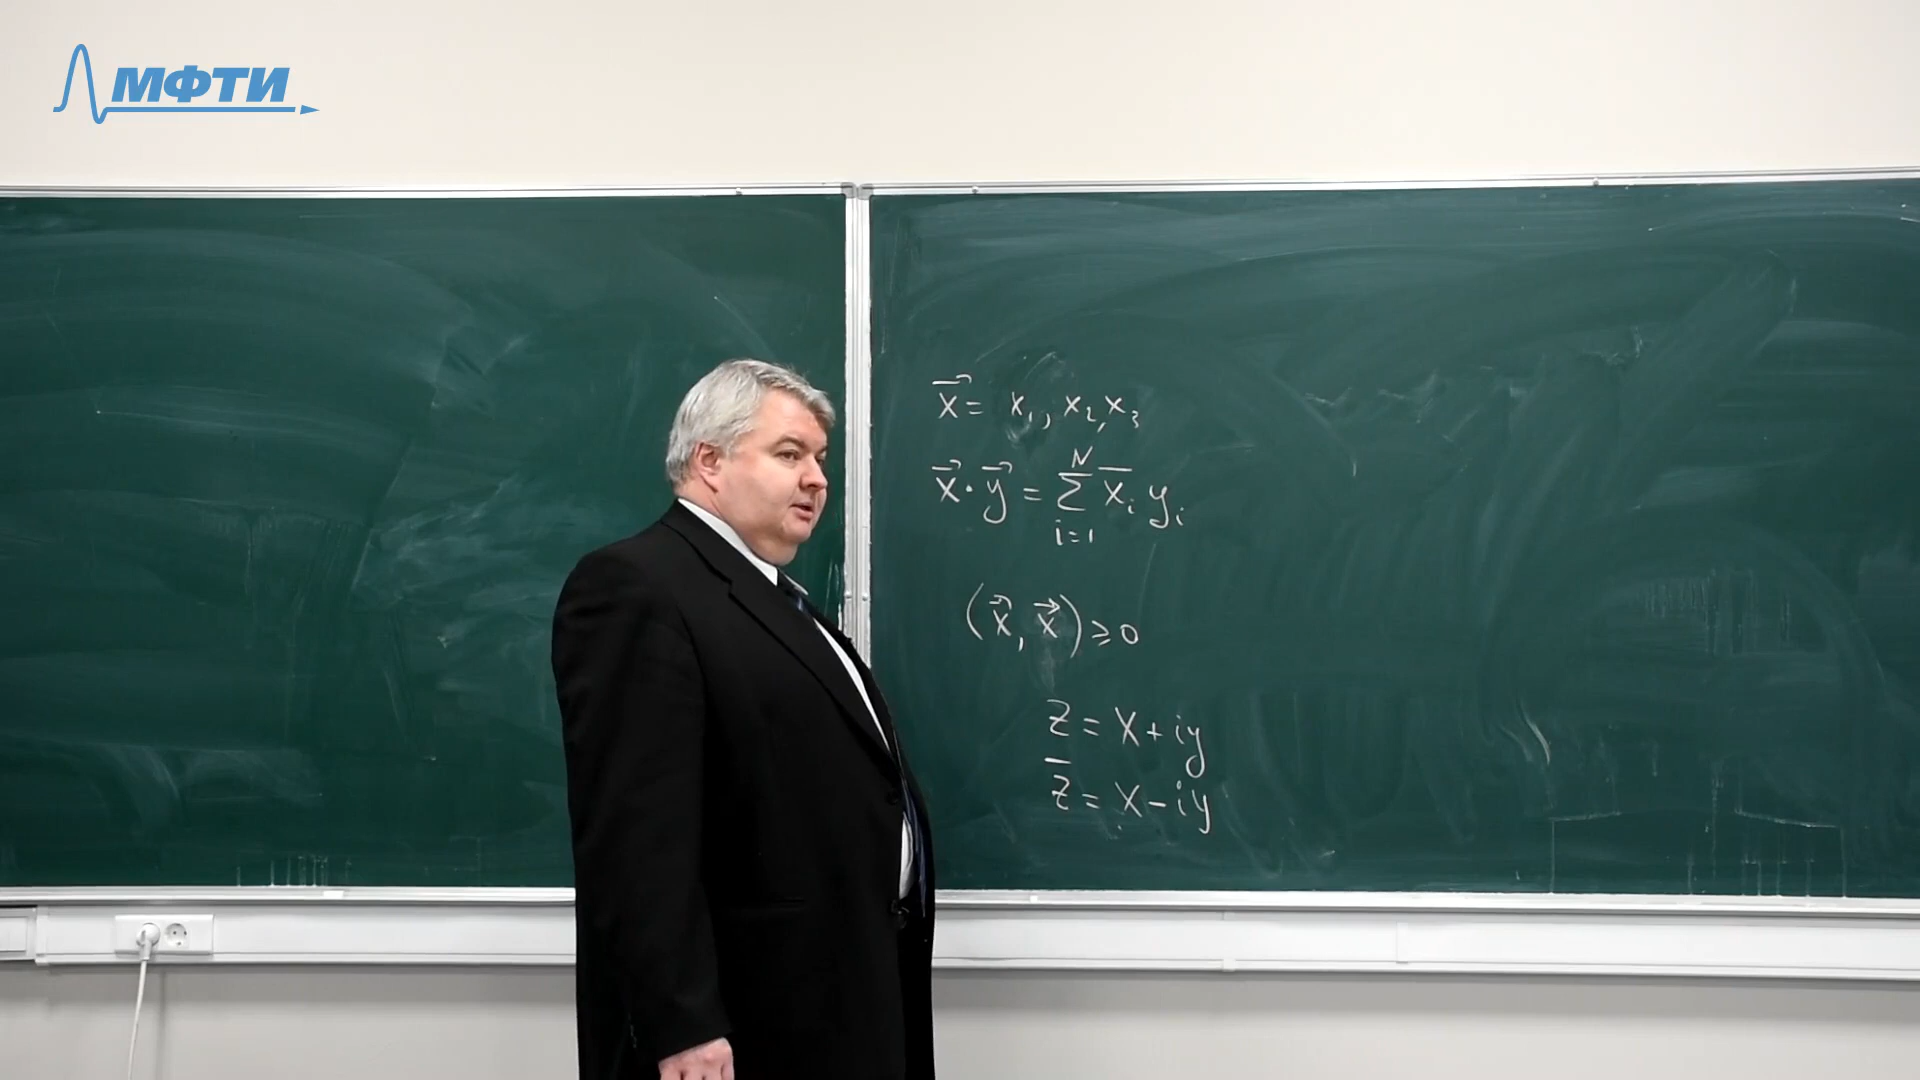 МФТИ
x⃗ = x₁, x₂, x₃
x⃗ · y⃗ = ∑ᵢ₌₁ᴺ x̅ᵢ yᵢ
(x⃗, x⃗) ⩾ 0
z = x + iy
z̅ = x − iy